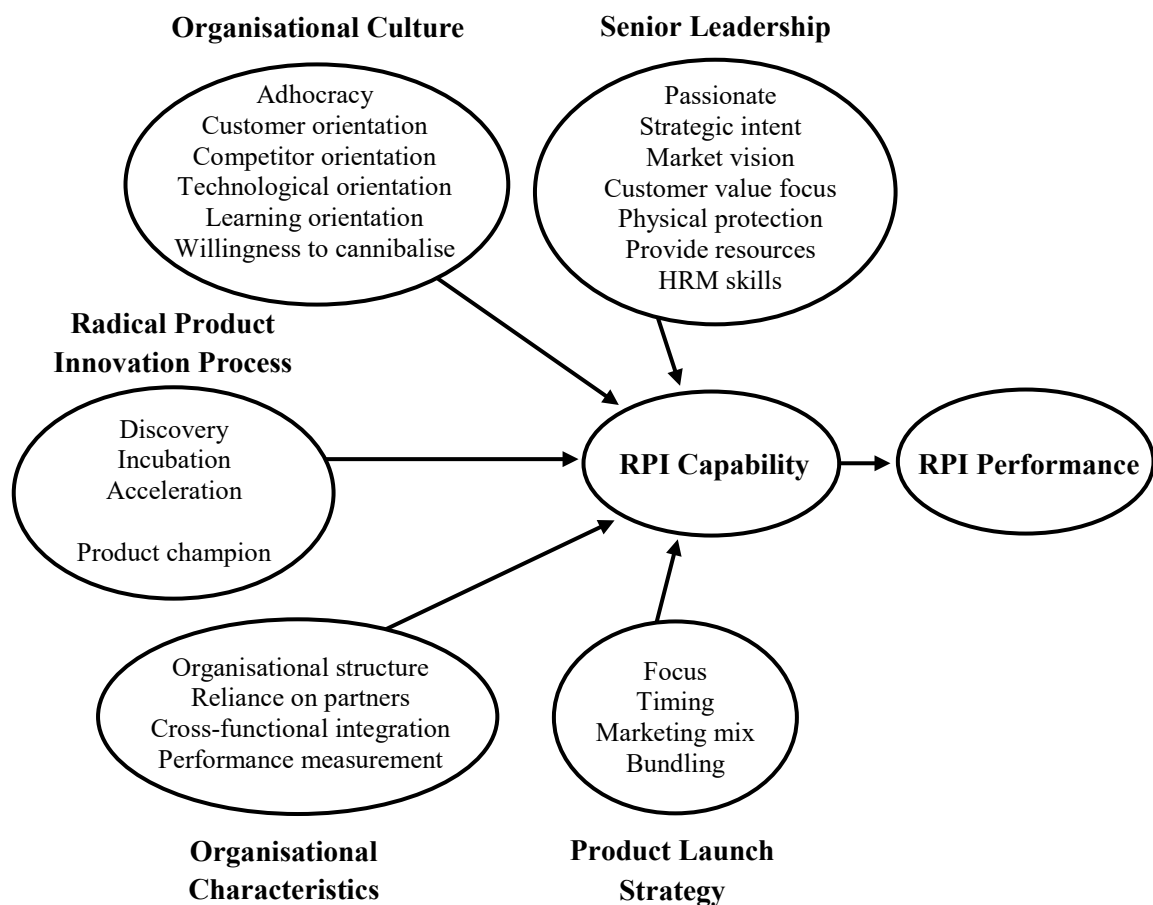 Organisational Culture
Adhocracy
Customer orientation
Competitor orientation
Technological orientation
Learning orientation
Willingness to cannibalise
Senior Leadership
Passionate
Strategic intent
Market vision
Customer value focus
Physical protection
Provide resources
HRM skills
Radical Product
Innovation Process
Discovery
Incubation
Acceleration
Product champion
RPI Capability
RPI Performance
Organisational structure
Reliance on partners
Cross-functional integration
Performance measurement
Organisational
Characteristics
Focus
Timing
Marketing mix
Bundling
Product Launch
Strategy